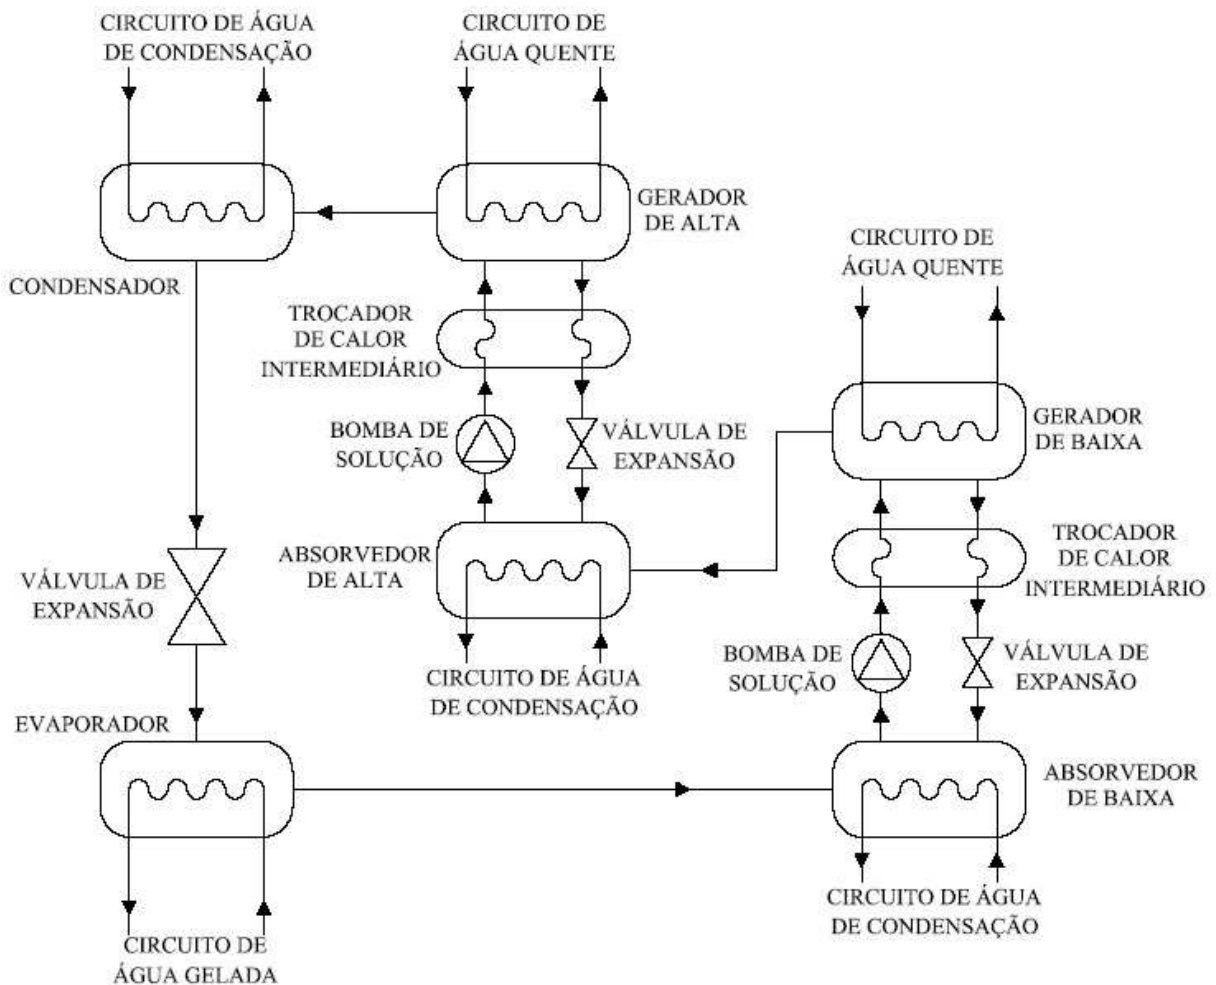 CIRCUITO DE ÁGUA
DE CONDENSAÇÃO
CIRCUITO DE
ÁGUA QUENTE
GERADOR
DE ALTA
CIRCUITO DE
ÁGUA QUENTE
CONDENSADOR
TROCADOR
DE CALOR
INTERMEDIÁRIO
GERADOR
DE BAIXA
BOMBA DE
SOLUÇÃO
VÁLVULA DE
EXPANSÃO
ABSORVEDOR
DE ALTA
TROCADOR
DE CALOR
INTERMEDIÁRIO
VÁLVULA DE
EXPANSÃO
CIRCUITO DE ÁGUA
DE CONDENSAÇÃO
BOMBA DE
SOLUÇÃO
VÁLVULA DE
EXPANSÃO
EVAPORADOR
ABSORVEDOR
DE BAIXA
CIRCUITO DE ÁGUA
DE CONDENSAÇÃO
CIRCUITO DE
ÁGUA GELADA